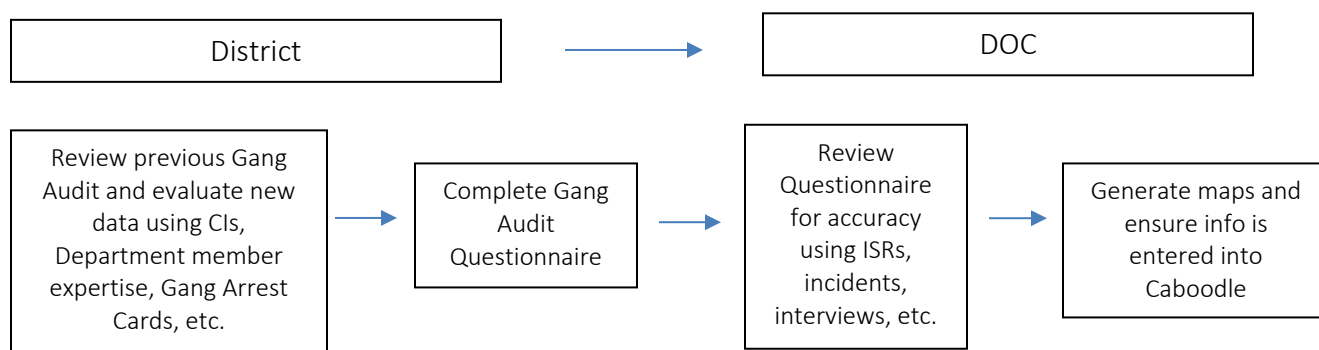 District
DOC
Review previous Gang
Audit and evaluate new
data using CIs,
Department member
expertise, Gang Arrest
Cards, etc.
Complete Gang
Audit
Questionnaire
Review
Questionnaire
for accuracy
using ISRs,
incidents,
interviews, etc.
Generate maps and
ensure info is
entered into
Caboodle